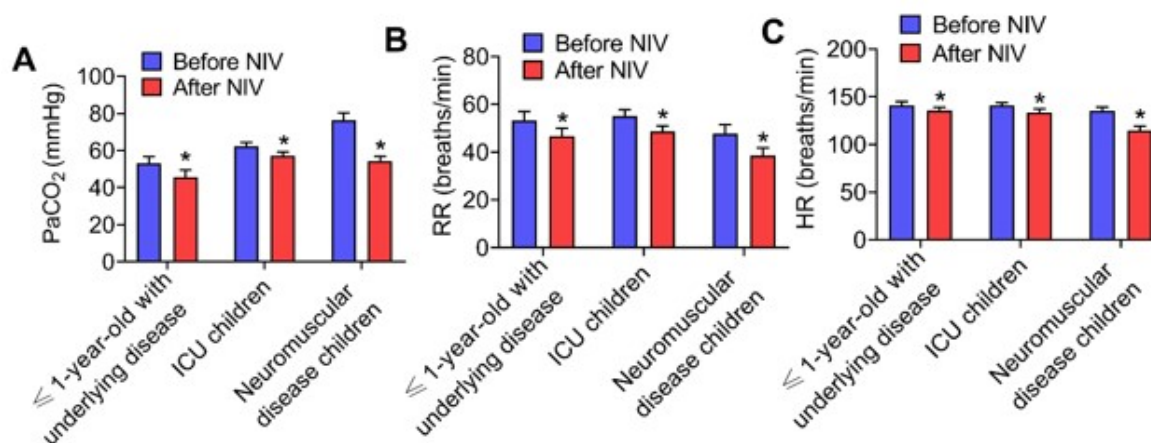 A
Before NIV
After NIV
PaCO2 (mmHg)
100
80
60
40
20
0
*
*
*
≦ 1-year-old with
underlying disease
ICU children
Neuromuscular
disease children
B
Before NIV
After NIV
RR (breaths/min)
80
60
40
20
0
*
*
*
≦ 1-year-old with
underlying disease
ICU children
Neuromuscular
disease children
C
Before NIV
After NIV
HR (breaths/min)
200
150
100
50
0
*
*
*
≦ 1-year-old with
underlying disease
ICU children
Neuromuscular
disease children